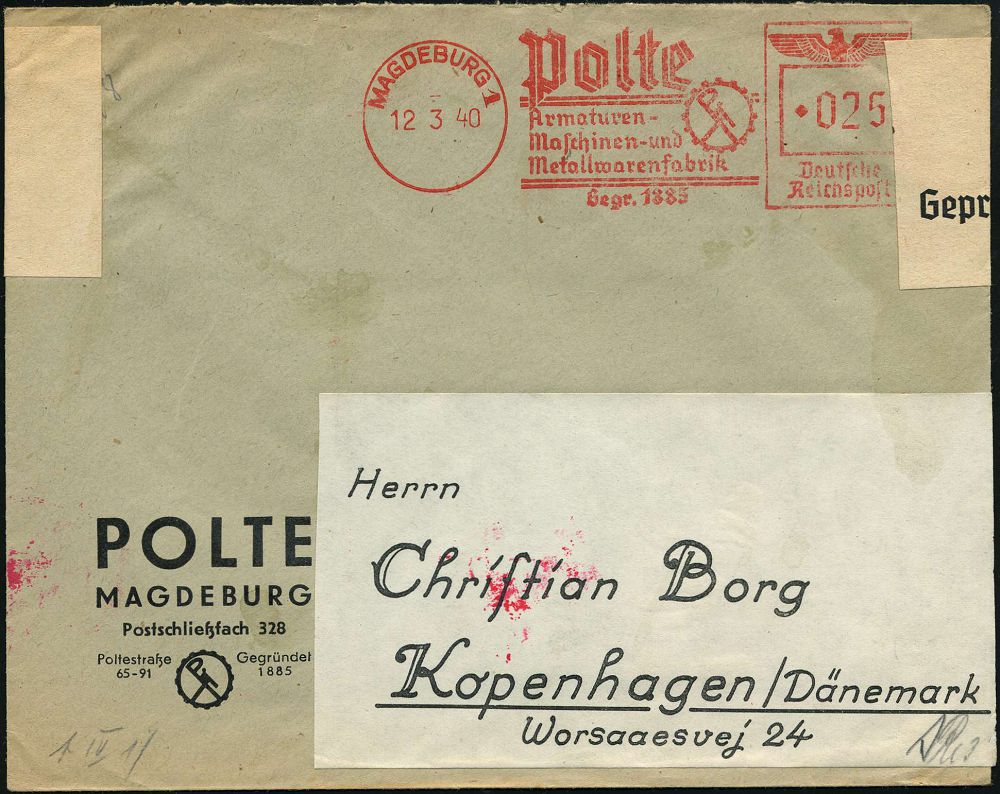 MAGDEBURG 1
12 3 40
Polte
Armaturen-
Maſchinen-und
Metallwarenfabrik
Gegr. 1885
025
Deutſche
Reichspoſt
Gepr
POLTE
MAGDEBURG
Postschließfach 328
Poltestraße
65-91
Gegründet
1885
Herrn
Chriſtian Borg
Kopenhagen/Dänemark
Worsaaesvej 24